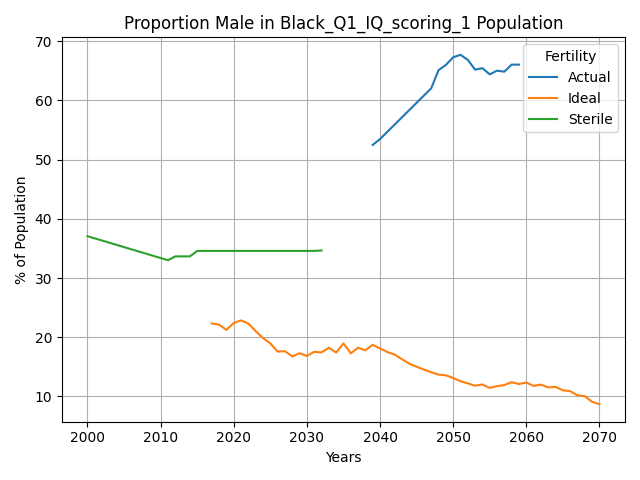 Proportion Male in Black_Q1_IQ_scoring_1 Population
% of Population
70
60
50
40
30
20
10
Fertility
Actual
Ideal
Sterile
2000 2010 2020 2030 2040 2050 2060 2070
Years